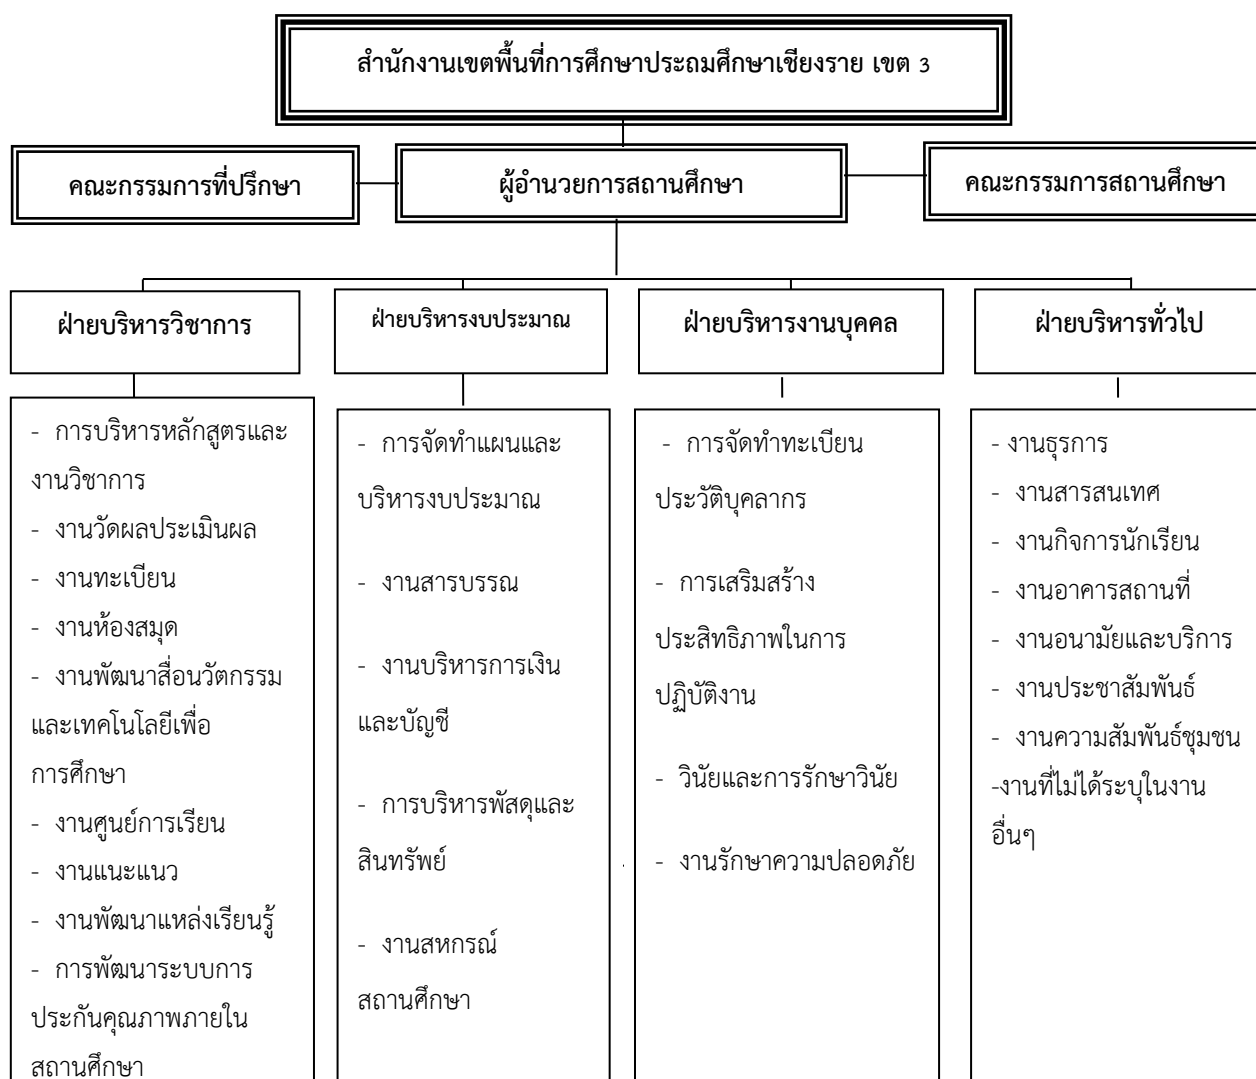 สำนักงานเขตพื้นที่การศึกษาประถมศึกษาเชียงราย เขต 3
คณะกรรมการที่ปรึกษา
ผู้อำนวยการสถานศึกษา
คณะกรรมการสถานศึกษา
ฝ่ายบริหารวิชาการ
ฝ่ายบริหารงบประมาณ
ฝ่ายบริหารงานบุคคล
ฝ่ายบริหารทั่วไป
- การบริหารหลักสูตรและ
งานวิชาการ
- งานวัดผลประเมินผล
- งานทะเบียน
- งานห้องสมุด
- งานพัฒนาสื่อนวัตกรรม
และเทคโนโลยีเพื่อ
การศึกษา
- งานศูนย์การเรียน
- งานแนะแนว
- งานพัฒนาแหล่งเรียนรู้
- การพัฒนาระบบการ
ประกันคุณภาพภายใน
สถานศึกษา
- การจัดทำแผนและ
บริหารงบประมาณ
- งานสารบรรณ
- งานบริหารการเงิน
และบัญชี
- การบริหารพัสดุและ
สินทรัพย์
- งานสหกรณ์
สถานศึกษา
- การจัดทำทะเบียน
ประวัติบุคลากร
- การเสริมสร้าง
ประสิทธิภาพในการ
ปฏิบัติงาน
- วินัยและการรักษาวินัย
- งานรักษาความปลอดภัย
- งานธุรการ
- งานสารสนเทศ
- งานกิจการนักเรียน
- งานอาคารสถานที่
- งานอนามัยและบริการ
- งานประชาสัมพันธ์
- งานความสัมพันธ์ชุมชน
-งานที่ไม่ได้ระบุในงาน
อื่นๆ